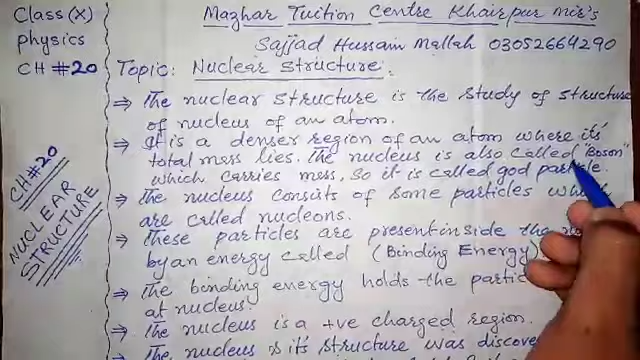 Class (X)
physics
CH #20
Mazhar Tuition Centre Khairpur mir's
Sajjad Hussain Mallah 03052664290
Topic: Nuclear Structure.
⇒ The nuclear structure is the study of structure
of nucleus of an atom.
⇒ It is a denser region of an atom where its'
total mass lies. The nucleus is also called "Boson"
which carries mass, so it is called god particle.
⇒ The nucleus consists of some particles which
are called nucleons.
⇒ These particles are present inside the
by an energy called (Binding Energy)
⇒ The binding energy holds the
at nucleus.
⇒ The nucleus is a +ve charged region.
⇒ The nucleus & it's structure was
CH #20
NUCLEAR
STRUCTURE